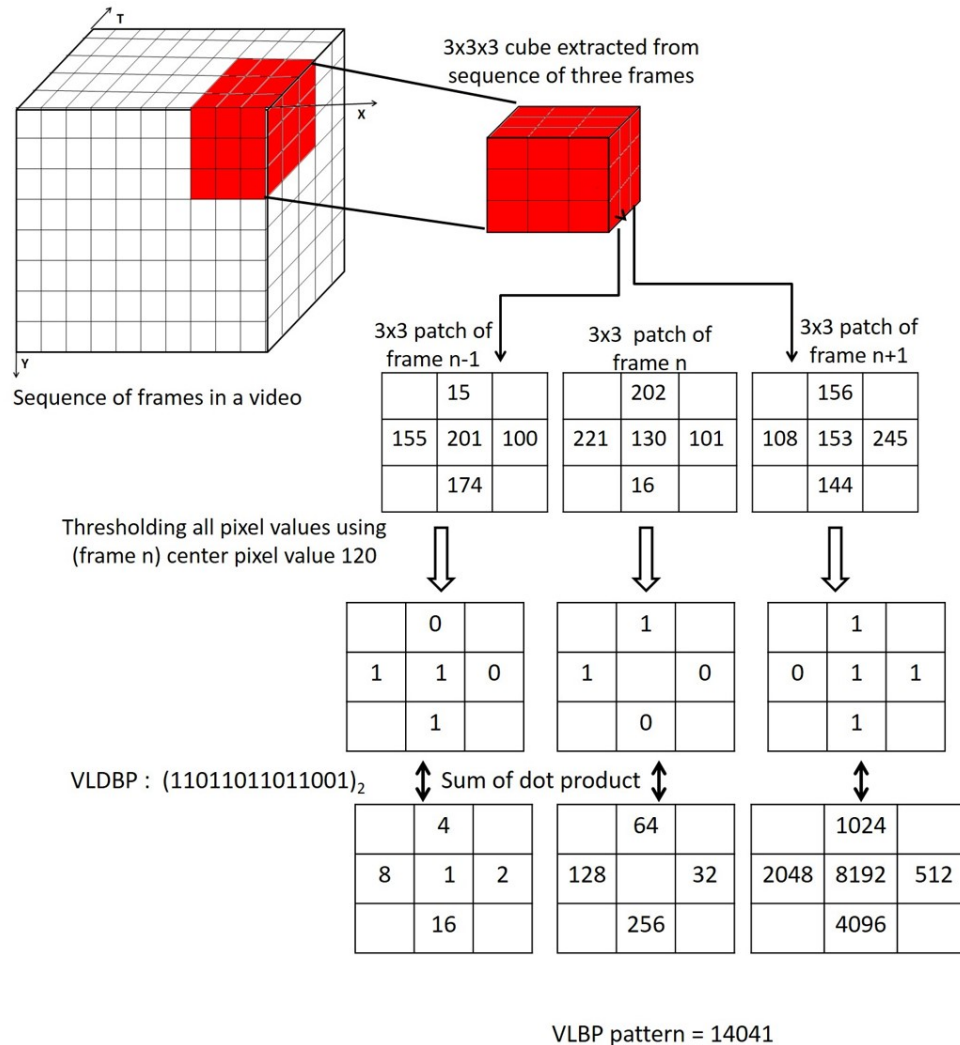 T
3x3x3 cube extracted from
sequence of three frames
X
Y
Sequence of frames in a video
3x3 patch of
frame n-1
3x3 patch of
frame n
3x3 patch of
frame n+1
15 202 156
155 201 100 221 130 101 108 153 245
174 16 144
Thresholding all pixel values using
(frame n) center pixel value 120
0 1 1
1 1 0 1 0 0 1 1
1 0 1
VLDBP : (11011011011001)2 Sum of dot product
4 64 1024
8 1 2 128 32 2048 8192 512
16 256 4096
VLBP pattern = 14041